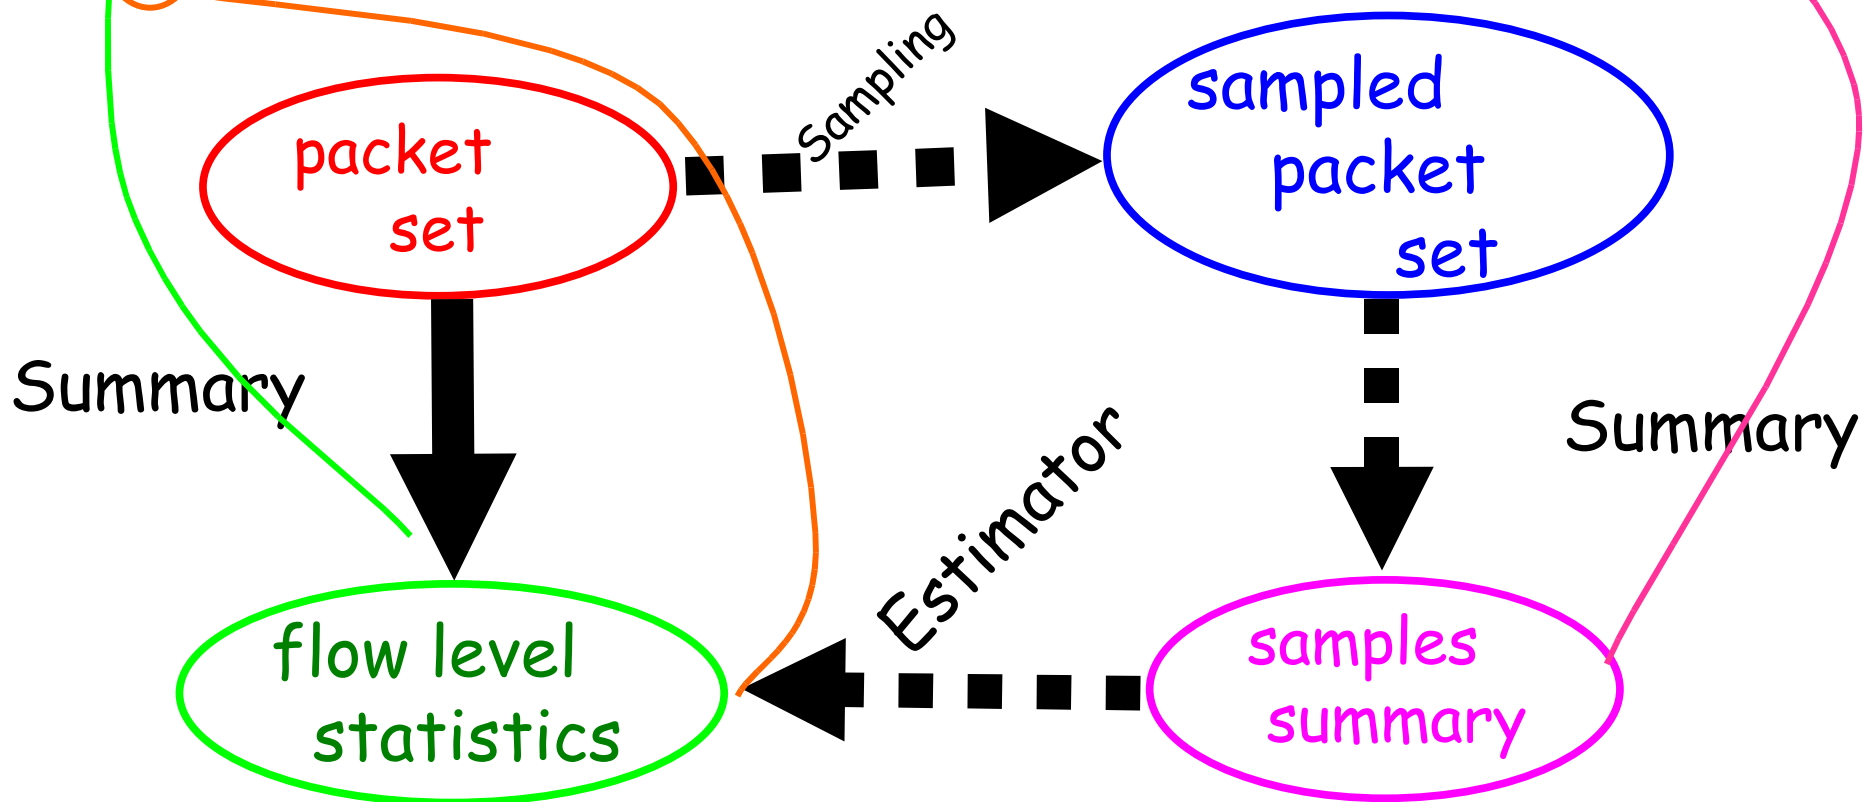 Sampling
packet
set
sampled
packet
set
Summary
Summary
Estimator
flow level
statistics
samples
summary